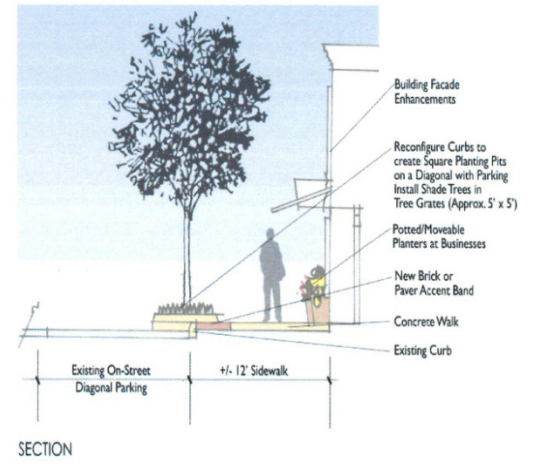 Building Facade
Enhancements
Reconfigure Curbs to
create Square Planting Pits
on a Diagonal with Parking
Install Shade Trees in
Tree Grates (Approx. 5' x 5')
Potted/Moveable
Planters at Businesses
New Brick or
Paver Accent Band
Concrete Walk
Existing Curb
Existing On-Street
Diagonal Parking
+/- 12' Sidewalk
SECTION